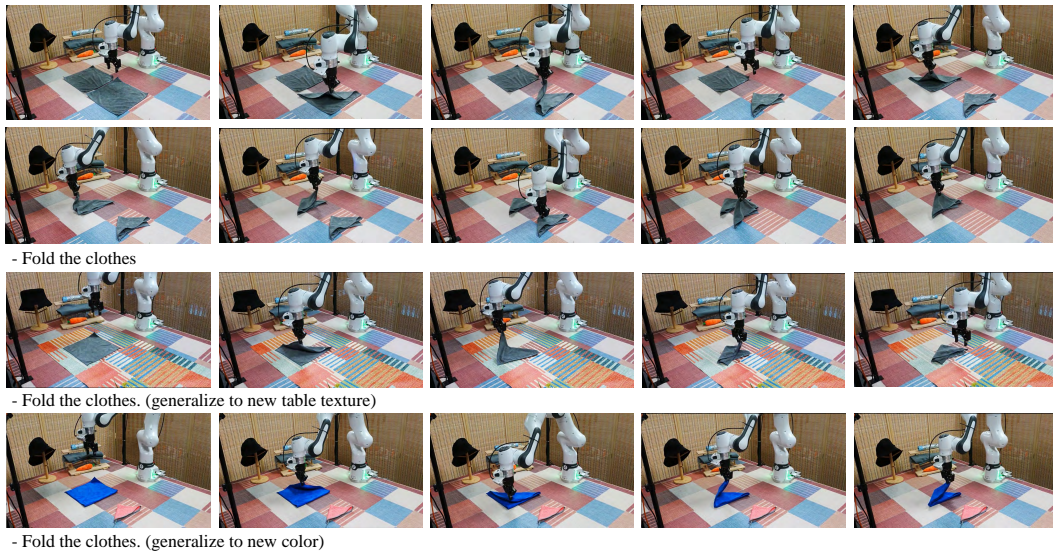 - Fold the clothes
- Fold the clothes. (generalize to new table texture)
- Fold the clothes. (generalize to new color)